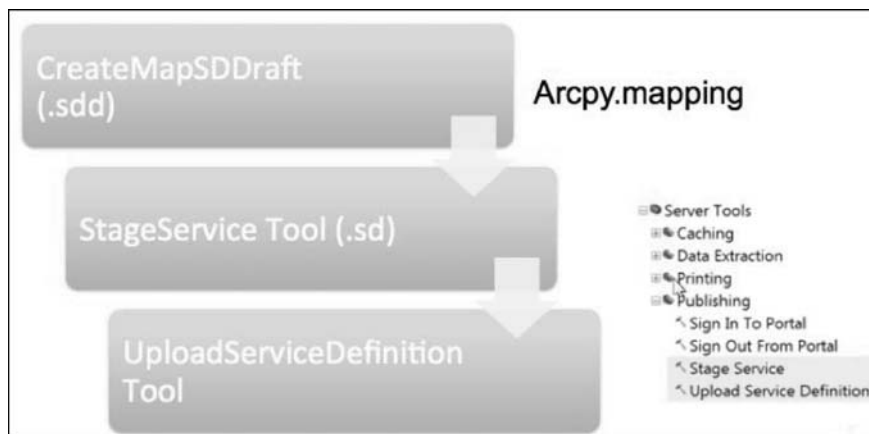 CreateMapSDDraft
(.sdd)
Arcpy.mapping
StageService Tool (.sd)
UploadServiceDefinition
Tool
Server Tools
Caching
Data Extraction
Printing
Publishing
Sign In To Portal
Sign Out From Portal
Stage Service
Upload Service Definition